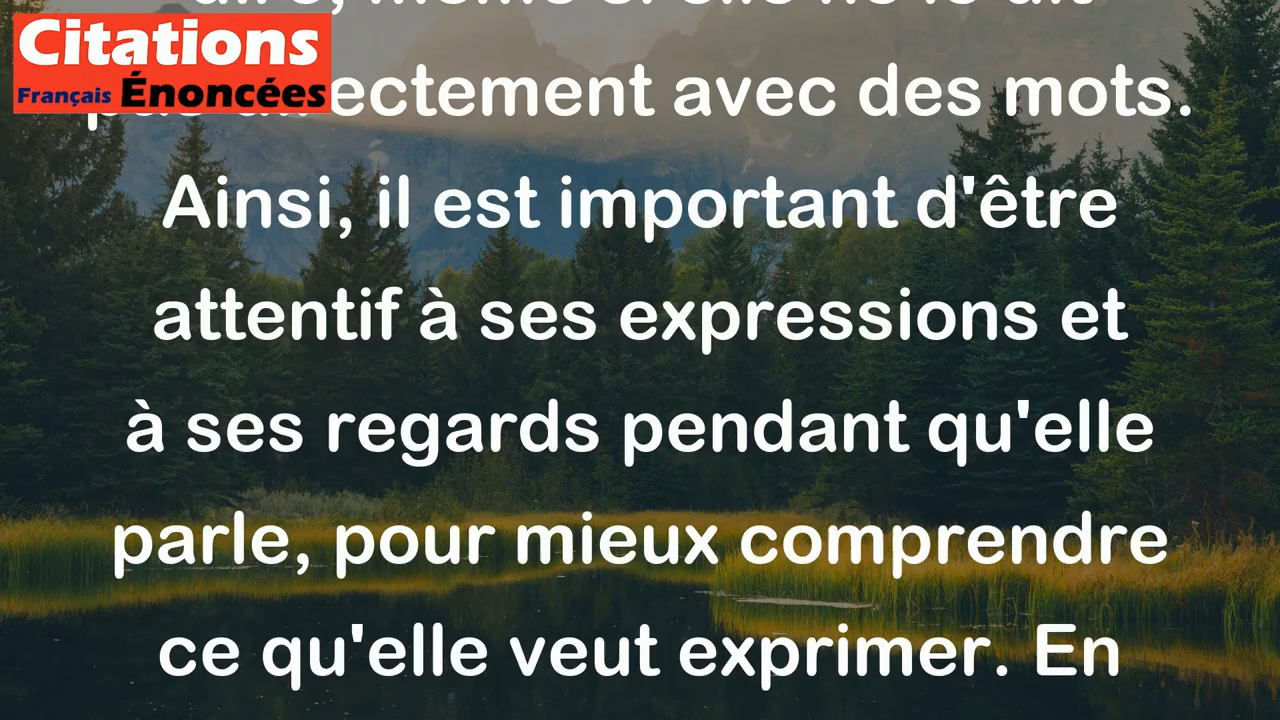 Citations
Français Énoncées
ectement avec des mots.
Ainsi, il est important d'être
attentif à ses expressions et
à ses regards pendant qu'elle
parle, pour mieux comprendre
ce qu'elle veut exprimer. En